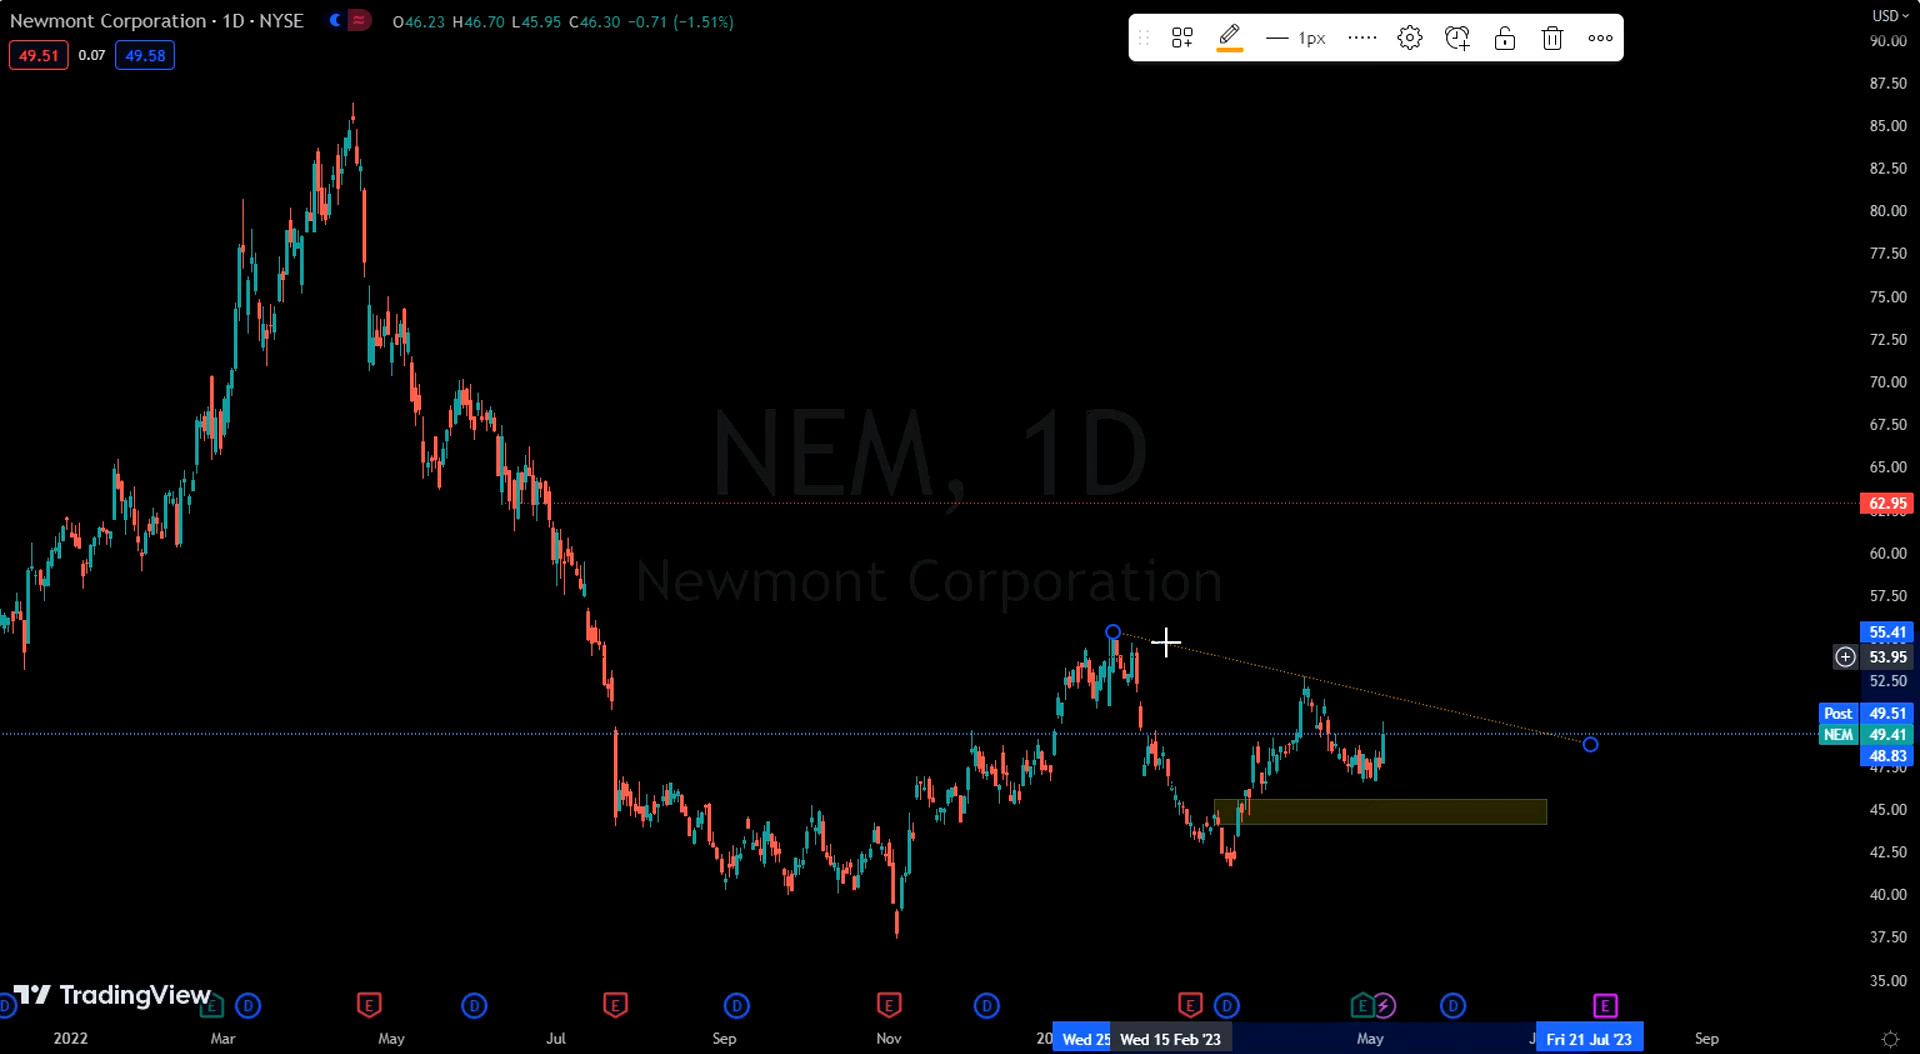 Newmont Corporation · 1D · NYSE
O46.23 H46.70 L45.95 C46.30 −0.71 (−1.51%)
49.51 0.07 49.58
1px
USD
90.00
87.50
85.00
82.50
80.00
77.50
75.00
72.50
70.00
67.50
65.00
62.95
60.00
57.50
55.41
53.95
52.50
Post 49.51
NEM 49.41
48.83
47.50
45.00
42.50
40.00
37.50
35.00
NEM, 1D
Newmont Corporation
TradingView
D E D E D E D E D E D E D E
2022 Mar May Jul Sep Nov 20 Wed 25 Wed 15 Feb '23 May J Fri 21 Jul '23 Sep